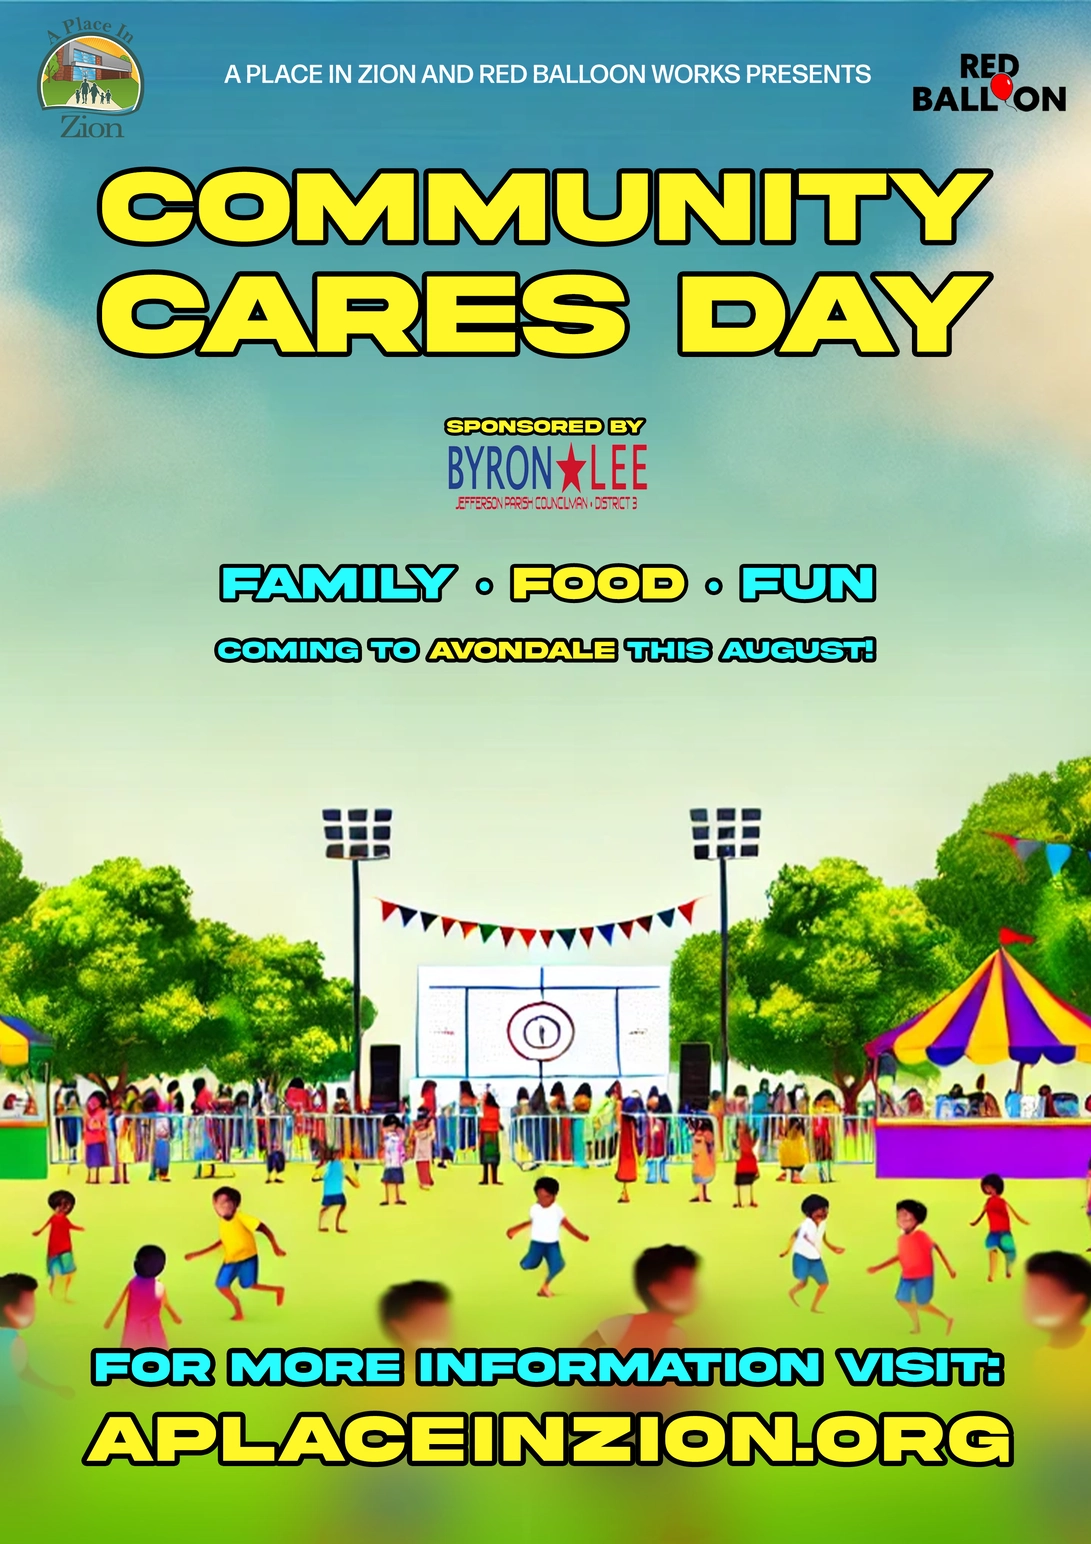 A Place In
Zion
A PLACE IN ZION AND RED BALLOON WORKS PRESENTS
RED
BALLOON
COMMUNITY
CARES DAY
SPONSORED BY
BYRON LEE
JEFFERSON PARISH COUNCILMAN • DISTRICT 3
FAMILY • FOOD • FUN
COMING TO AVONDALE THIS AUGUST!
FOR MORE INFORMATION VISIT:
APLACEINZION.ORG